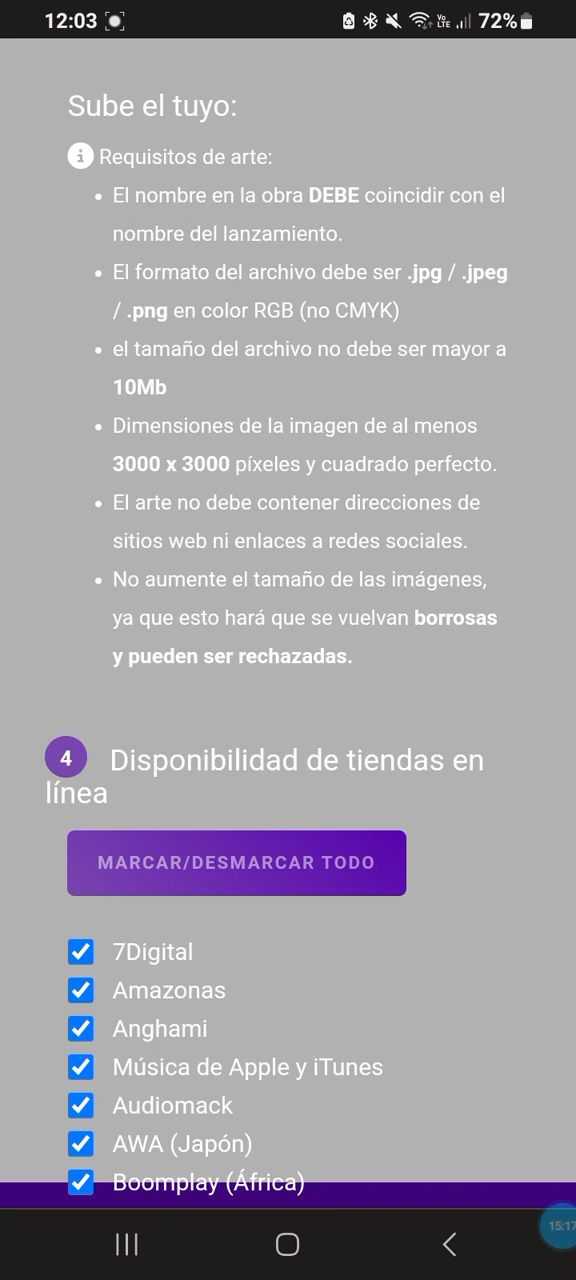 12:03
Vo LTE
72%
Sube el tuyo:
Requisitos de arte:
El nombre en la obra DEBE coincidir con el
nombre del lanzamiento.
El formato del archivo debe ser .jpg / .jpeg
/ .png en color RGB (no CMYK)
el tamaño del archivo no debe ser mayor a
10Mb
Dimensiones de la imagen de al menos
3000 x 3000 píxeles y cuadrado perfecto.
El arte no debe contener direcciones de
sitios web ni enlaces a redes sociales.
No aumente el tamaño de las imágenes,
ya que esto hará que se vuelvan borrosas
y pueden ser rechazadas.
4 Disponibilidad de tiendas en
línea
MARCAR/DESMARCAR TODO
7Digital
Amazonas
Anghami
Música de Apple y iTunes
Audiomack
AWA (Japón)
Boomplay (África)
15:17